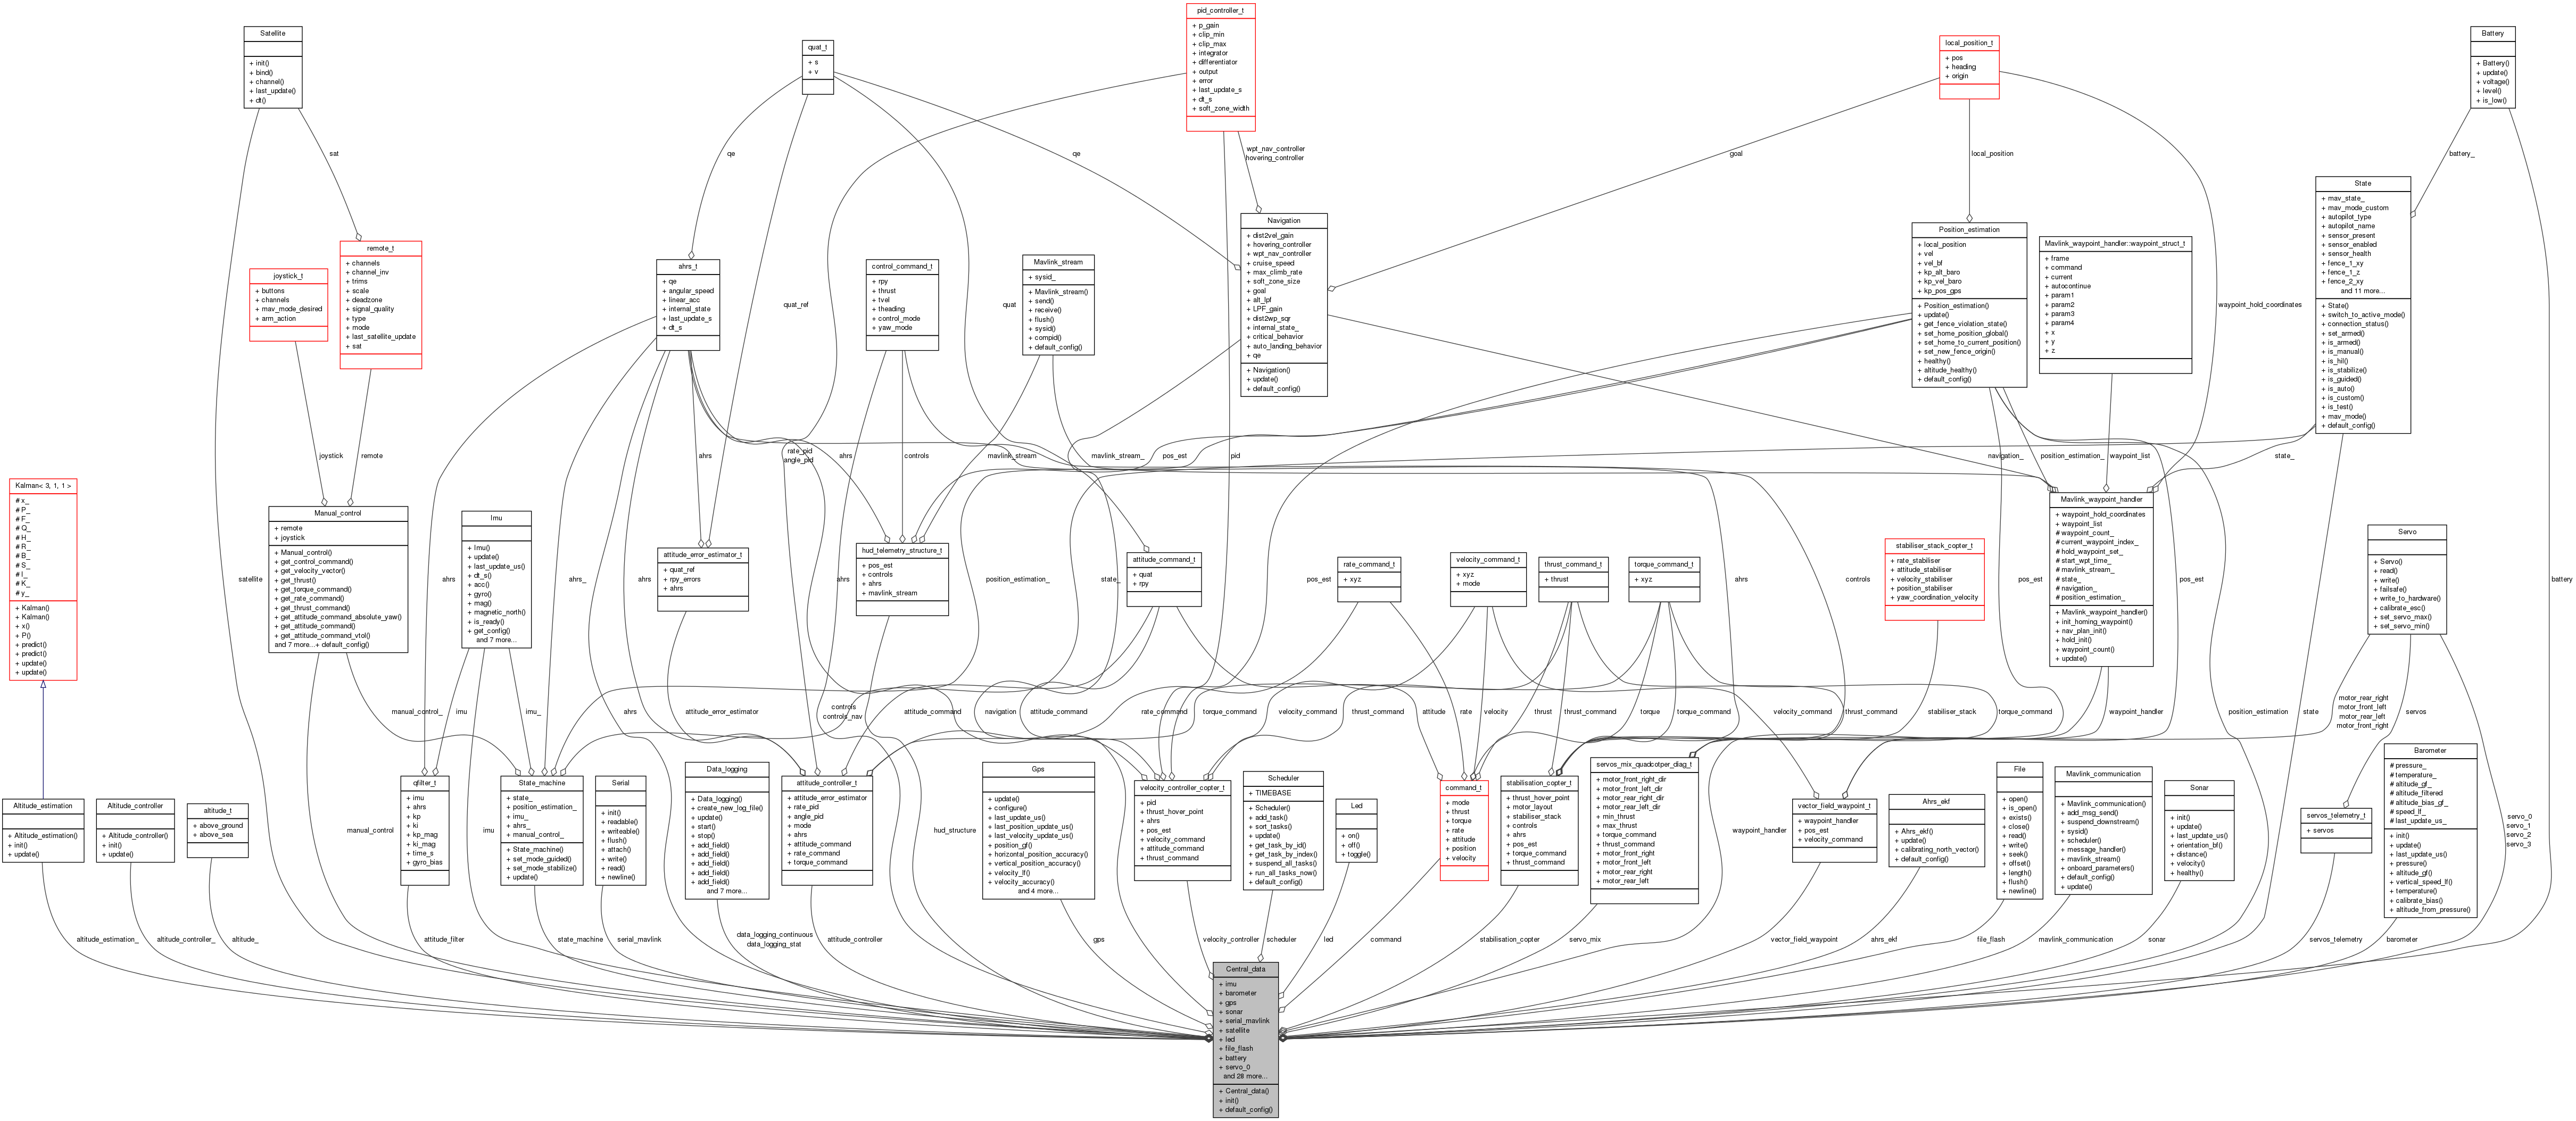 pid_controller_t
+ p_gain
+ clip_min
+ clip_max
+ integrator
+ differentiator
+ output
+ error
+ last_update_s
+ dt_s
+ soft_zone_width
Satellite
+ init()
+ bind()
+ channel()
+ last_update()
+ dt()
quat_t
+ s
+ v
local_position_t
+ pos
+ heading
+ origin
Battery
+ Battery()
+ update()
+ voltage()
+ level()
+ is_low()
sat
qe
qe
wpt_nav_controller
hovering_controller
goal
local_position
battery_
State
+ mav_state_
+ mav_mode_custom
+ autopilot_type
+ autopilot_name
+ sensor_present
+ sensor_enabled
+ sensor_health
+ fence_1_xy
+ fence_1_z
+ fence_2_xy
and 11 more...
+ State()
+ switch_to_active_mode()
+ connection_status()
+ set_armed()
+ is_armed()
+ is_manual()
+ is_hil()
+ is_stabilize()
+ is_guided()
+ is_auto()
+ is_custom()
+ is_test()
+ mav_mode()
+ default_config()
joystick_t
+ buttons
+ channels
+ mav_mode_desired
+ arm_action
remote_t
+ channels
+ channel_inv
+ trims
+ scale
+ deadzone
+ signal_quality
+ type
+ mode
+ last_satellite_update
+ sat
ahrs_t
+ qe
+ angular_speed
+ linear_acc
+ internal_state
+ last_update_s
+ dt_s
quat_ref
control_command_t
+ rpy
+ thrust
+ tvel
+ theading
+ control_mode
+ yaw_mode
quat
Mavlink_stream
+ sysid_
+ Mavlink_stream()
+ send()
+ receive()
+ flush()
+ sysid()
+ compid()
+ default_config()
Navigation
+ dist2vel_gain
+ hovering_controller
+ wpt_nav_controller
+ cruise_speed
+ max_climb_rate
+ soft_zone_size
+ goal
+ alt_lpf
+ LPF_gain
+ dist2wp_sqr
+ internal_state_
+ critical_behavior
+ auto_landing_behavior
+ qe
+ Navigation()
+ update()
+ default_config()
Position_estimation
+ local_position
+ vel
+ vel_bf
+ kp_alt_baro
+ kp_vel_baro
+ kp_pos_gps
+ Position_estimation()
+ update()
+ get_fence_violation_state()
+ set_home_position_global()
+ set_home_to_current_position()
+ set_new_fence_origin()
+ healthy()
+ altitude_healthy()
+ default_config()
Mavlink_waypoint_handler::waypoint_struct_t
+ frame
+ command
+ current
+ autocontinue
+ param1
+ param2
+ param3
+ param4
+ x
+ y
+ z
waypoint_hold_coordinates
joystick
remote
ahrs
rate_pid
angle_pid
ahrs
controls
mavlink_stream
mavlink_stream_
pos_est
pid
navigation_
position_estimation_
waypoint_list
state_
Kalman< 3, 1, 1 >
# x_
# P_
# F_
# Q_
# H_
# R_
# B_
# S_
# I_
# K_
# y_
+ Kalman()
+ Kalman()
+ x()
+ P()
+ predict()
+ predict()
+ update()
+ update()
Manual_control
+ remote
+ joystick
+ Manual_control()
+ get_control_command()
+ get_velocity_vector()
+ get_thrust()
+ get_torque_command()
+ get_rate_command()
+ get_thrust_command()
+ get_attitude_command_absolute_yaw()
+ get_attitude_command()
+ get_attitude_command_vtol()
and 7 more...+ default_config()
Imu
+ Imu()
+ update()
+ last_update_us()
+ dt_s()
+ acc()
+ gyro()
+ mag()
+ magnetic_north()
+ is_ready()
+ get_config()
and 7 more...
satellite
ahrs
ahrs_
ahrs
attitude_error_estimator_t
+ quat_ref
+ rpy_errors
+ ahrs
ahrs
hud_telemetry_structure_t
+ pos_est
+ controls
+ ahrs
+ mavlink_stream
position_estimation_
state_
attitude_command_t
+ quat
+ rpy
pos_est
rate_command_t
+ xyz
velocity_command_t
+ xyz
+ mode
thrust_command_t
+ thrust
torque_command_t
+ xyz
ahrs
controls
stabiliser_stack_copter_t
+ rate_stabiliser
+ attitude_stabiliser
+ velocity_stabiliser
+ position_stabiliser
+ yaw_coordination_velocity
pos_est
Mavlink_waypoint_handler
+ waypoint_hold_coordinates
+ waypoint_list
# waypoint_count_
# current_waypoint_index_
# hold_waypoint_set_
# start_wpt_time_
# mavlink_stream_
# state_
# navigation_
# position_estimation_
+ Mavlink_waypoint_handler()
+ init_homing_waypoint()
+ nav_plan_init()
+ hold_init()
+ waypoint_count()
+ update()
pos_est
Servo
+ Servo()
+ read()
+ write()
+ failsafe()
+ write_to_hardware()
+ calibrate_esc()
+ set_servo_max()
+ set_servo_min()
battery
manual_control_
imu
imu_
ahrs
attitude_error_estimator
controls
controls_nav
attitude_command
navigation
attitude_command
rate_command
torque_command
velocity_command
thrust_command
attitude
rate
velocity
thrust
thrust_command
torque
torque_command
velocity_command
thrust_command
stabiliser_stack
torque_command
waypoint_handler
position_estimation
state
motor_rear_right
motor_front_left
motor_rear_left
motor_front_right
servos
Altitude_estimation
+ Altitude_estimation()
+ init()
+ update()
Altitude_controller
+ Altitude_controller()
+ init()
+ update()
altitude_t
+ above_ground
+ above_sea
manual_control
qfilter_t
+ imu
+ ahrs
+ kp
+ ki
+ kp_mag
+ ki_mag
+ time_s
+ gyro_bias
imu
State_machine
+ state_
+ position_estimation_
+ imu_
+ ahrs_
+ manual_control_
+ State_machine()
+ set_mode_guided()
+ set_mode_stabilize()
+ update()
Serial
+ init()
+ readable()
+ writeable()
+ flush()
+ attach()
+ write()
+ read()
+ newline()
Data_logging
+ Data_logging()
+ create_new_log_file()
+ update()
+ start()
+ stop()
+ add_field()
+ add_field()
+ add_field()
+ add_field()
+ add_field()
and 7 more...
attitude_controller_t
+ attitude_error_estimator
+ rate_pid
+ angle_pid
+ mode
+ ahrs
+ attitude_command
+ rate_command
+ torque_command
hud_structure
Gps
+ update()
+ configure()
+ last_update_us()
+ last_position_update_us()
+ last_velocity_update_us()
+ position_gf()
+ horizontal_position_accuracy()
+ vertical_position_accuracy()
+ velocity_lf()
+ velocity_accuracy()
and 4 more...
velocity_controller_copter_t
+ pid
+ thrust_hover_point
+ ahrs
+ pos_est
+ velocity_command
+ attitude_command
+ thrust_command
Scheduler
+ TIMEBASE
+ Scheduler()
+ add_task()
+ sort_tasks()
+ update()
+ get_task_by_id()
+ get_task_by_index()
+ suspend_all_tasks()
+ run_all_tasks_now()
+ default_config()
Led
+ on()
+ off()
+ toggle()
command_t
+ mode
+ thrust
+ torque
+ rate
+ attitude
+ position
+ velocity
stabilisation_copter_t
+ thrust_hover_point
+ motor_layout
+ stabiliser_stack
+ controls
+ ahrs
+ pos_est
+ torque_command
+ thrust_command
servos_mix_quadcotper_diag_t
+ motor_front_right_dir
+ motor_front_left_dir
+ motor_rear_right_dir
+ motor_rear_left_dir
+ min_thrust
+ max_thrust
+ torque_command
+ thrust_command
+ motor_front_right
+ motor_front_left
+ motor_rear_right
+ motor_rear_left
waypoint_handler
vector_field_waypoint_t
+ waypoint_handler
+ pos_est
+ velocity_command
Ahrs_ekf
+ Ahrs_ekf()
+ update()
+ calibrating_north_vector()
+ default_config()
File
+ open()
+ is_open()
+ exists()
+ close()
+ read()
+ write()
+ seek()
+ offset()
+ length()
+ flush()
+ newline()
Mavlink_communication
+ Mavlink_communication()
+ add_msg_send()
+ suspend_downstream()
+ sysid()
+ scheduler()
+ message_handler()
+ mavlink_stream()
+ onboard_parameters()
+ default_config()
+ update()
Sonar
+ init()
+ update()
+ last_update_us()
+ orientation_bf()
+ distance()
+ velocity()
+ healthy()
servos_telemetry_t
+ servos
Barometer
# pressure_
# temperature_
# altitude_gf_
# altitude_filtered
# altitude_bias_gf_
# speed_lf_
# last_update_us_
+ init()
+ update()
+ last_update_us()
+ pressure()
+ altitude_gf()
+ vertical_speed_lf()
+ temperature()
+ calibrate_bias()
+ altitude_from_pressure()
servo_0
servo_1
servo_2
servo_3
altitude_estimation_
altitude_controller_
altitude_
attitude_filter
state_machine
serial_mavlink
data_logging_continuous
data_logging_stat
attitude_controller
gps
velocity_controller
scheduler
led
command
stabilisation_copter
servo_mix
vector_field_waypoint
ahrs_ekf
file_flash
mavlink_communication
sonar
servos_telemetry
barometer
Central_data
+ imu
+ barometer
+ gps
+ sonar
+ serial_mavlink
+ satellite
+ led
+ file_flash
+ battery
+ servo_0
and 28 more...
+ Central_data()
+ init()
+ default_config()